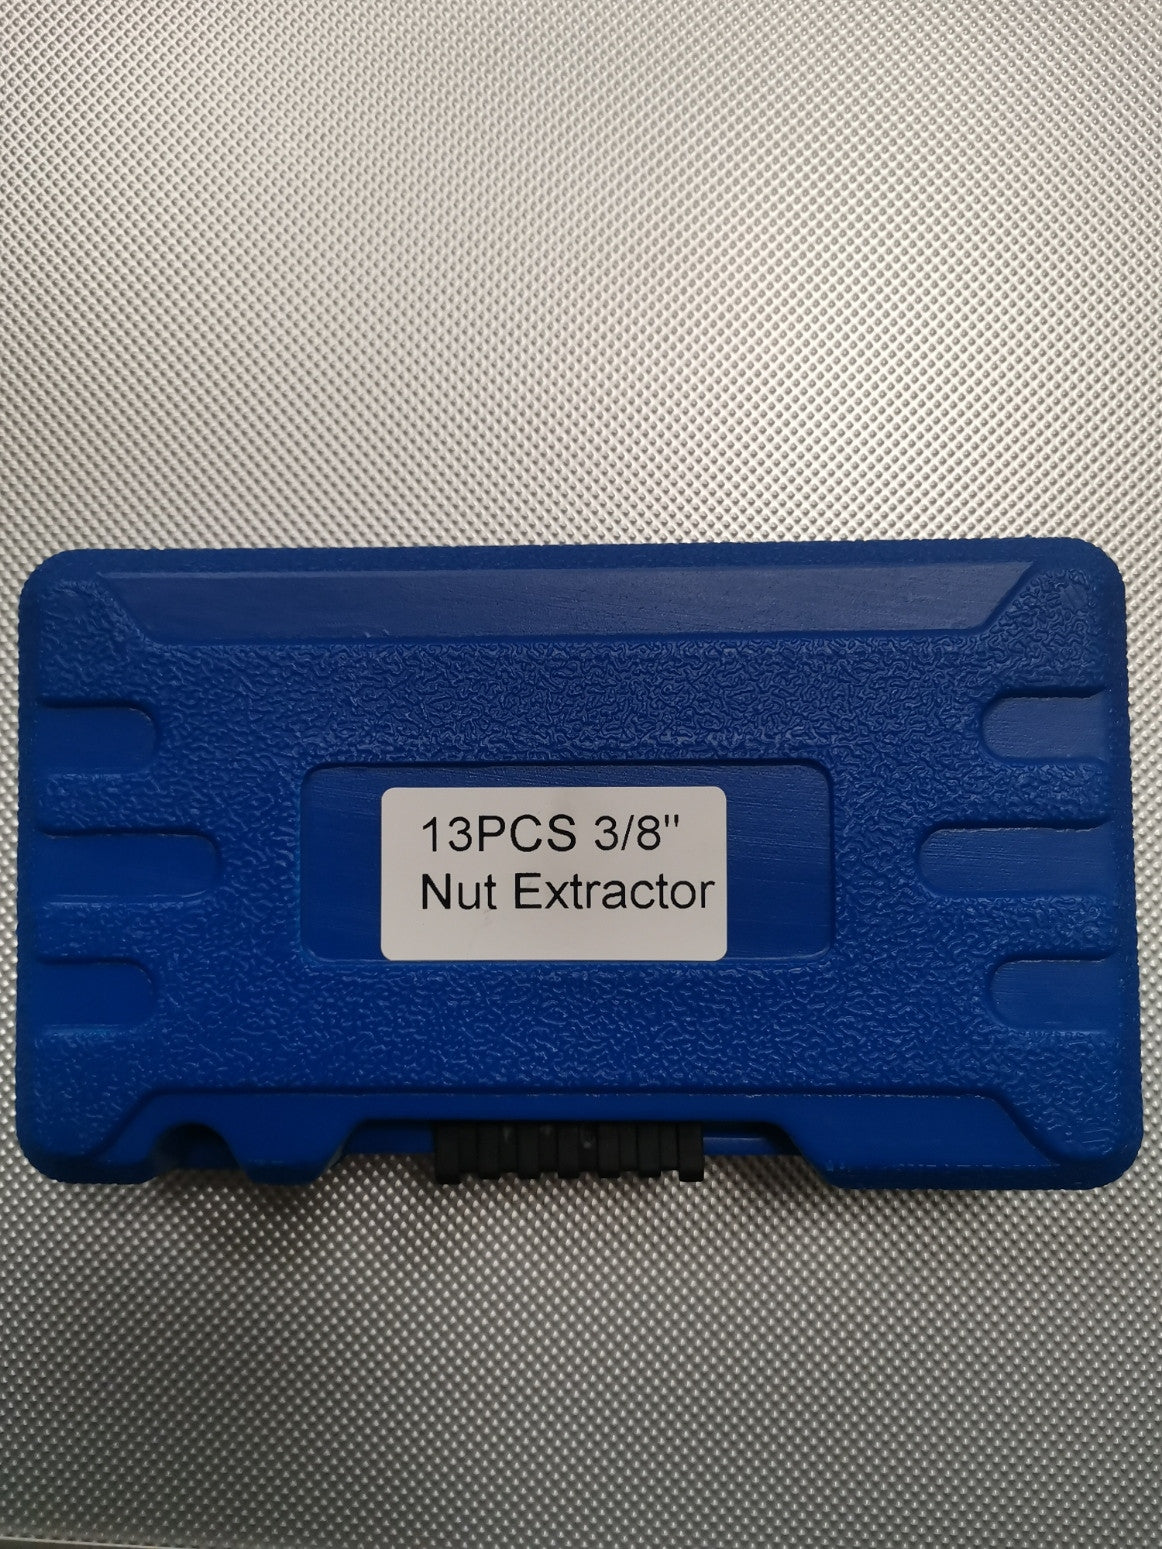 13PCS 3/8"
Nut Extractor